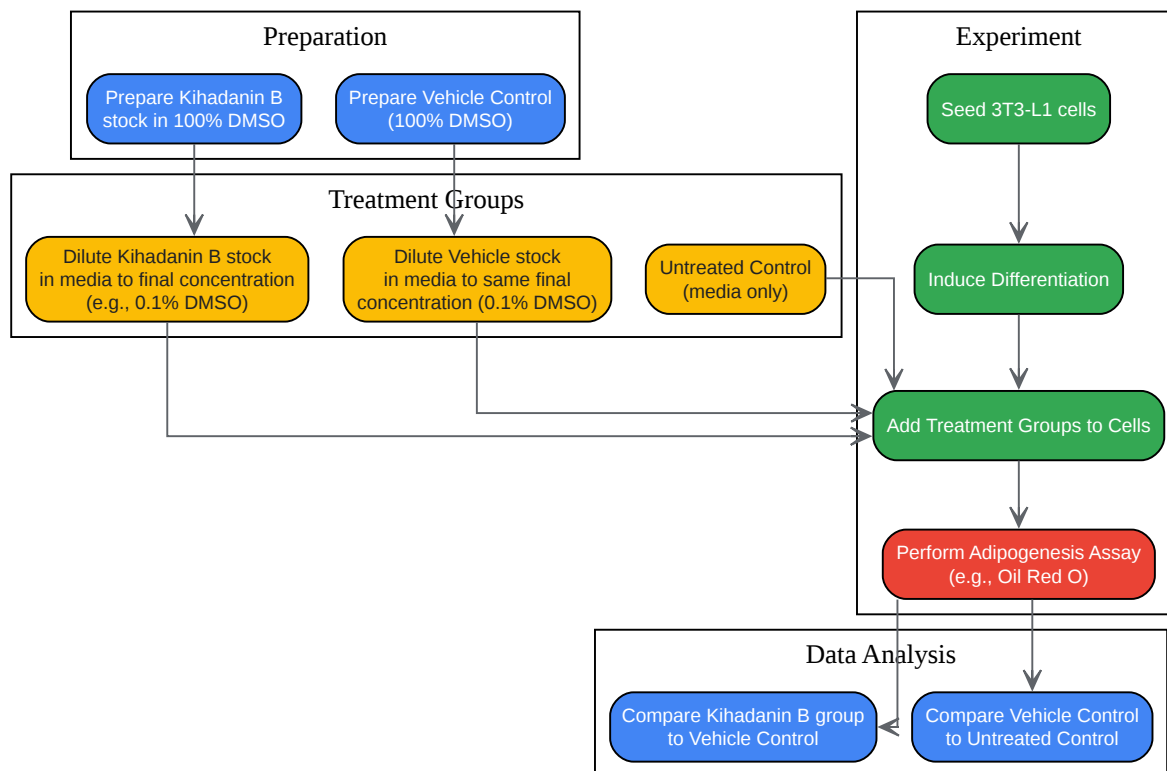 Preparation
Prepare Kihadanin B
stock in 100% DMSO
Prepare Vehicle Control
(100% DMSO)
Treatment Groups
Dilute Kihadanin B stock
in media to final concentration
(e.g., 0.1% DMSO)
Dilute Vehicle stock
in media to same final
concentration (0.1% DMSO)
Untreated Control
(media only)
Experiment
Seed 3T3-L1 cells
Induce Differentiation
Add Treatment Groups to Cells
Perform Adipogenesis Assay
(e.g., Oil Red O)
Data Analysis
Compare Kihadanin B group
to Vehicle Control
Compare Vehicle Control
to Untreated Control